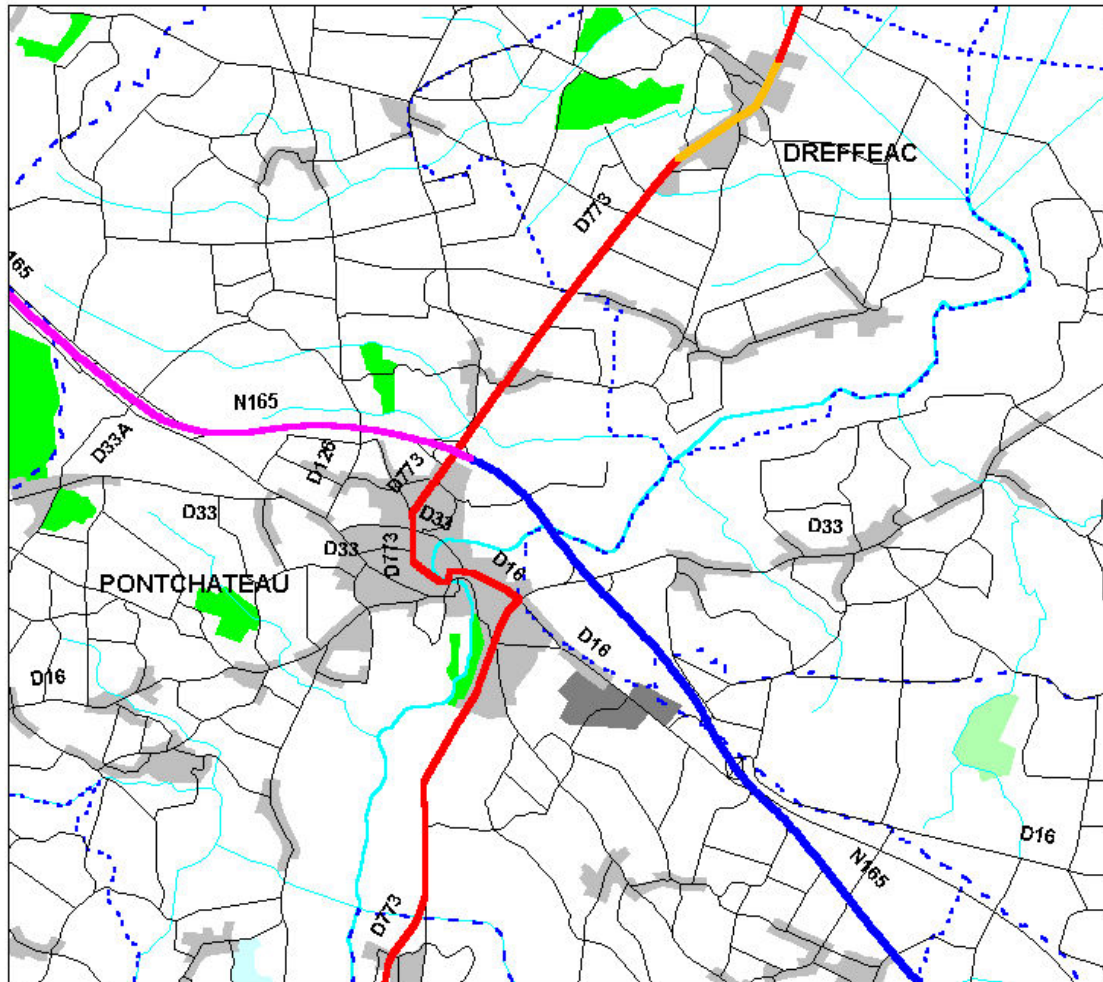 DREFFEAC
D773
165
N165
D33A
D126
D773
D33
D33
D33
D773
D16
D33
PONTCHATEAU
D16
D16
D16
N165
D773